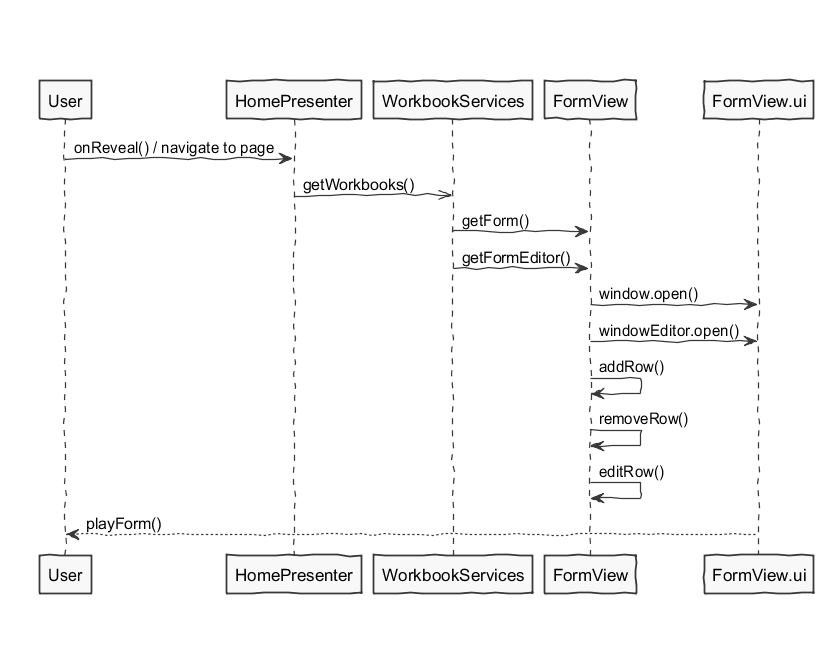 User
HomePresenter
WorkbookServices
FormView
FormView.ui
onReveal() / navigate to page
getWorkbooks()
getForm()
getFormEditor()
window.open()
windowEditor.open()
addRow()
removeRow()
editRow()
playForm()
User
HomePresenter
WorkbookServices
FormView
FormView.ui